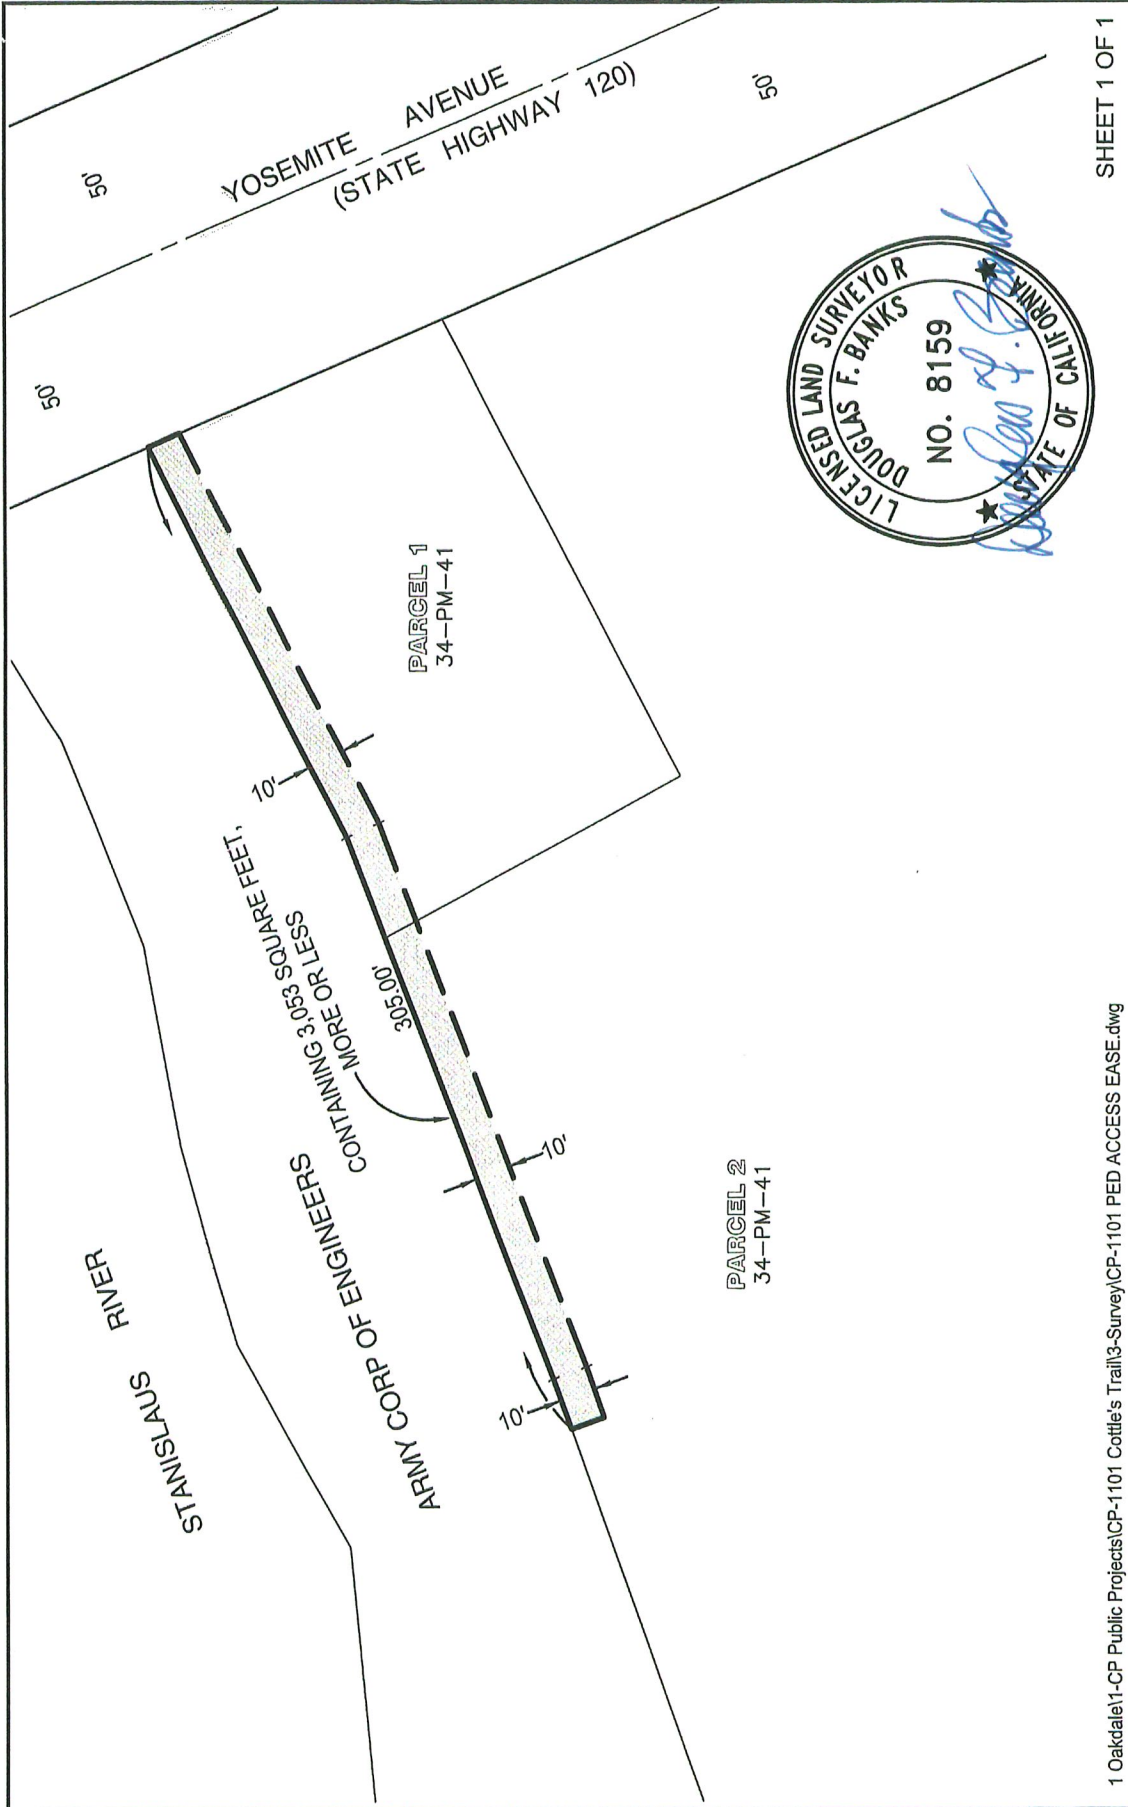 STANISLAUS RIVER
ARMY CORP OF ENGINEERS
CONTAINING 3,053 SQUARE FEET,
MORE OR LESS
305.00'
10'
10'
10'
50'
50'
50'
YOSEMITE AVENUE
(STATE HIGHWAY 120)
PARCEL 1
34-PM-41
PARCEL 2
34-PM-41
LICENSED LAND SURVEYOR
DOUGLAS F. BANKS
NO. 8159
STATE OF CALIFORNIA
Douglas F. Banks
SHEET 1 OF 1
1 Oakdale\1-CP Public Projects\CP-1101 Cottle's Trail\3-Survey\CP-1101 PED ACCESS EASE.dwg